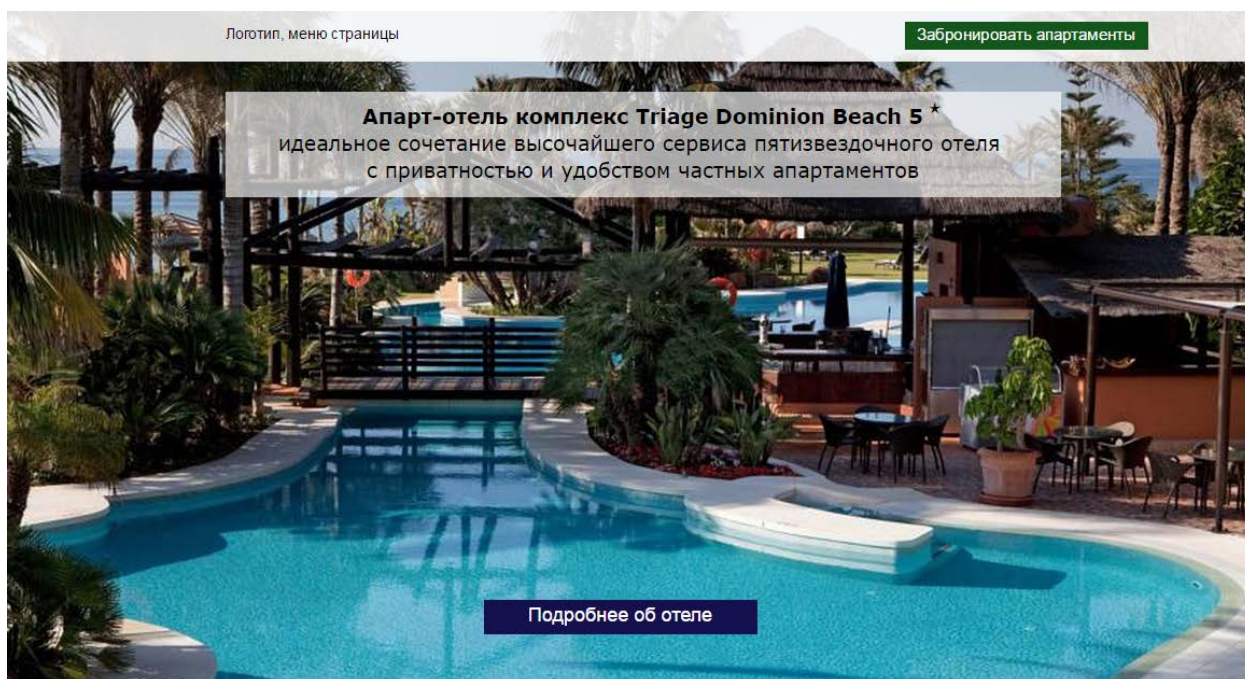 Логотип, меню страницы
Забронировать апартаменты
Апарт-отель комплекс Triage Dominion Beach 5 ★
идеальное сочетание высочайшего сервиса пятизвездочного отеля
с приватностью и удобством частных апартаментов
Подробнее об отеле